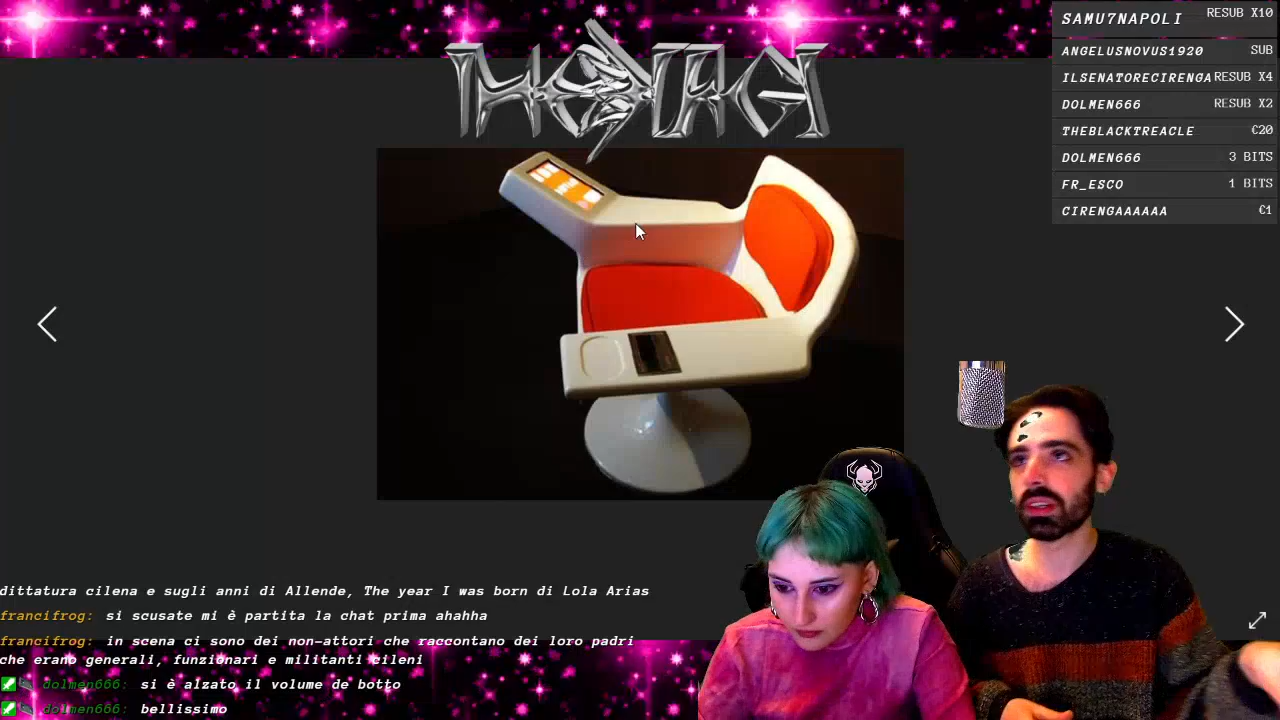 SAMU7NAPOLI RESUB X10
ANGELUSNOVUS1920 SUB
ILSENATORECIRENGA RESUB X4
DOLMEN666 RESUB X2
THEBLACKTREACLE €20
DOLMEN666 3 BITS
FR_ESCO 1 BITS
CIRENGAAAAAA €1
dittatura cilena e sugli anni di Allende, The year I was born di Lola Arias
francifrog: si scusate mi è partita la chat prima ahahha
francifrog: in scena ci sono dei non-attori che raccontano dei loro padri
che erano generali, funzionari e militanti cileni
dolmen666: si è alzato il volume de botto
dolmen666: bellissimo